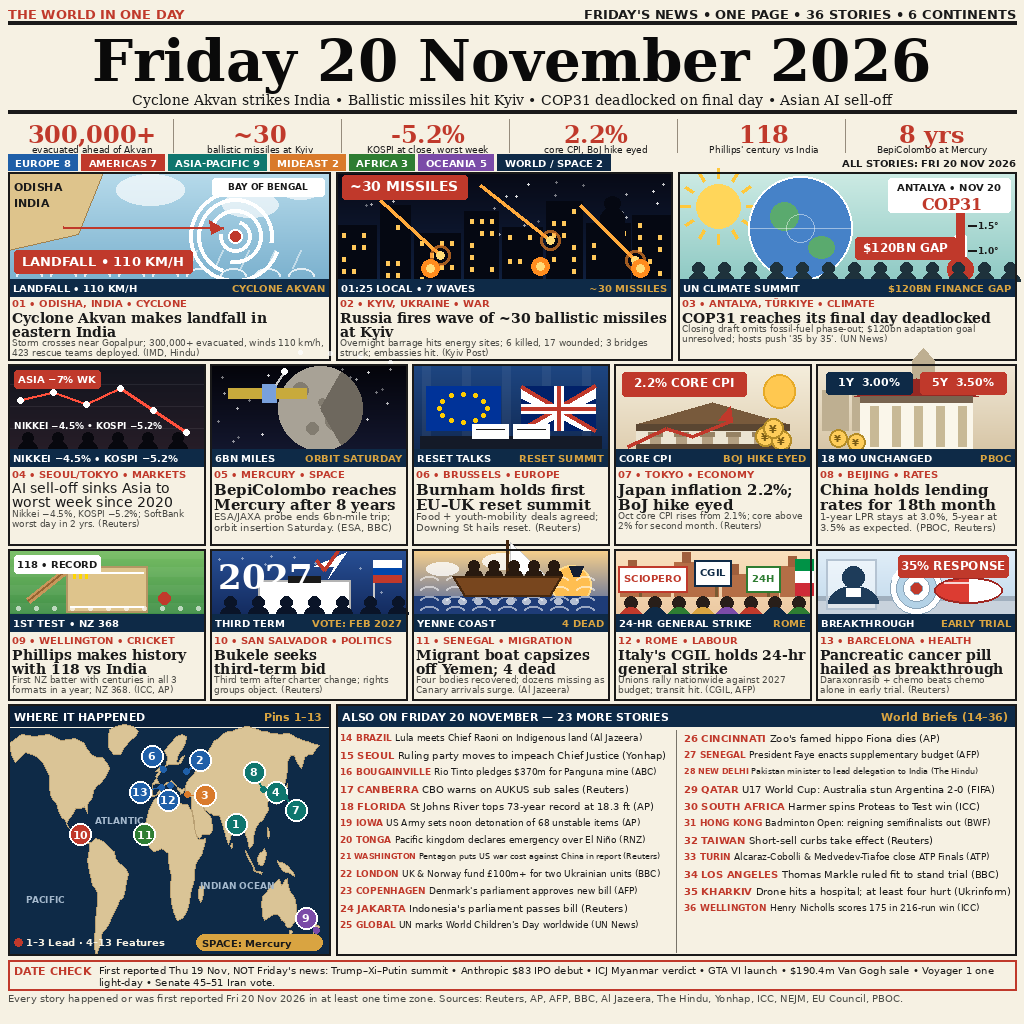 THE WORLD IN ONE DAY
FRIDAY'S NEWS • ONE PAGE • 36 STORIES • 6 CONTINENTS
Friday 20 November 2026
Cyclone Akvan strikes India • Ballistic missiles hit Kyiv • COP31 deadlocked on final day • Asian AI sell-off
300,000+
evacuated ahead of Akvan
~30
ballistic missiles at Kyiv
-5.2%
KOSPI at close, worst week
2.2%
core CPI, BoJ hike eyed
118
Phillips' century vs India
8 yrs
BepiColombo at Mercury
EUROPE 8
AMERICAS 7
ASIA-PACIFIC 9
MIDEAST 2
AFRICA 3
OCEANIA 5
WORLD / SPACE 2
ALL STORIES: FRI 20 NOV 2026
ODISHA
INDIA
BAY OF BENGAL
LANDFALL • 110 KM/H
LANDFALL • 110 KM/H
CYCLONE AKVAN
01 • ODISHA, INDIA • CYCLONE
Cyclone Akvan makes landfall in
eastern India
Storm crosses near Gopalpur; 300,000+ evacuated, winds 110 km/h,
423 rescue teams deployed. (IMD, Hindu)
~30 MISSILES
01:25 LOCAL • 7 WAVES
~30 MISSILES
02 • KYIV, UKRAINE • WAR
Russia fires wave of ~30 ballistic missiles
at Kyiv
Overnight barrage hits energy sites; 6 killed, 17 wounded; 3 bridges
struck; embassies hit. (Kyiv Post)
ANTALYA • NOV 20
COP31
−1.5°
$120BN GAP
−1.0°
UN CLIMATE SUMMIT
$120BN FINANCE GAP
03 • ANTALYA, TÜRKIYE • CLIMATE
COP31 reaches its final day deadlocked
Closing draft omits fossil-fuel phase-out; $120bn adaptation goal
unresolved; hosts push '35 by 35'. (UN News)
ASIA −7% WK
NIKKEI −4.5% • KOSPI −5.2%
NIKKEI −4.5% • KOSPI −5.2%
04 • SEOUL/TOKYO • MARKETS
AI sell-off sinks Asia to
worst week since 2020
Nikkei −4.5%, KOSPI −5.2%; SoftBank
worst day in 2 yrs. (Reuters)
6BN MILES
ORBIT SATURDAY
05 • MERCURY • SPACE
BepiColombo reaches
Mercury after 8 years
ESA/JAXA probe ends 6bn-mile trip;
orbit insertion Saturday. (ESA, BBC)
RESET TALKS
RESET SUMMIT
06 • BRUSSELS • EUROPE
Burnham holds first
EU–UK reset summit
Food + youth-mobility deals agreed;
Downing St hails reset. (Reuters)
2.2% CORE CPI
¥
¥
¥
CORE CPI
BOJ HIKE EYED
07 • TOKYO • ECONOMY
Japan inflation 2.2%;
BoJ hike eyed
Oct core CPI rises from 2.1%; core above
2% for second month. (Reuters)
1Y 3.00%
5Y 3.50%
¥
¥
18 MO UNCHANGED
PBOC
08 • BEIJING • RATES
China holds lending
rates for 18th month
1-year LPR stays at 3.0%, 5-year at
3.5% as expected. (PBOC, Reuters)
118 • RECORD
1ST TEST • NZ 368
09 • WELLINGTON • CRICKET
Phillips makes history
with 118 vs India
First NZ batter with centuries in all 3
formats in a year; NZ 368. (ICC, AP)
2027
THIRD TERM
VOTE: FEB 2027
10 • SAN SALVADOR • POLITICS
Bukele seeks
third-term bid
Third term after charter change; rights
groups object. (Reuters)
YENNE COAST
4 DEAD
11 • SENEGAL • MIGRATION
Migrant boat capsizes
off Yemen; 4 dead
Four bodies recovered; dozens missing as
Canary arrivals surge. (Al Jazeera)
SCIOPERO
CGIL
24H
24-HR GENERAL STRIKE
ROME
12 • ROME • LABOUR
Italy's CGIL holds 24-hr
general strike
Unions rally nationwide against 2027
budget; transit hit. (CGIL, AFP)
35% RESPONSE
BREAKTHROUGH
EARLY TRIAL
13 • BARCELONA • HEALTH
Pancreatic cancer pill
hailed as breakthrough
Daraxonrasib + chemo beats chemo
alone in early trial. (Reuters)
WHERE IT HAPPENED
Pins 1–13
6
2
8
13
12
3
4
7
ATLANTIC
1
10
11
INDIAN OCEAN
PACIFIC
9
1–3 Lead · 4–13 Features
SPACE: Mercury
ALSO ON FRIDAY 20 NOVEMBER — 23 MORE STORIES
World Briefs (14–36)
14 BRAZIL Lula meets Chief Raoni on Indigenous land (Al Jazeera)
15 SEOUL Ruling party moves to impeach Chief Justice (Yonhap)
16 BOUGAINVILLE Rio Tinto pledges $370m for Panguna mine (ABC)
17 CANBERRA CBO warns on AUKUS sub sales (Reuters)
18 FLORIDA St Johns River tops 73-year record at 18.3 ft (AP)
19 IOWA US Army sets noon detonation of 68 unstable items (AP)
20 TONGA Pacific kingdom declares emergency over El Niño (RNZ)
21 WASHINGTON Pentagon puts US war cost against China in report (Reuters)
22 LONDON UK & Norway fund £100m+ for two Ukrainian units (BBC)
23 COPENHAGEN Denmark's parliament approves new bill (AFP)
24 JAKARTA Indonesia's parliament passes bill (Reuters)
25 GLOBAL UN marks World Children's Day worldwide (UN News)
26 CINCINNATI Zoo's famed hippo Fiona dies (AP)
27 SENEGAL President Faye enacts supplementary budget (AFP)
28 NEW DELHI Pakistan minister to lead delegation to India (The Hindu)
29 QATAR U17 World Cup: Australia stun Argentina 2-0 (FIFA)
30 SOUTH AFRICA Harmer spins Proteas to Test win (ICC)
31 HONG KONG Badminton Open: reigning semifinalists out (BWF)
32 TAIWAN Short-sell curbs take effect (Reuters)
33 TURIN Alcaraz-Cobolli & Medvedev-Tiafoe close ATP Finals (ATP)
34 LOS ANGELES Thomas Markle ruled fit to stand trial (BBC)
35 KHARKIV Drone hits a hospital; at least four hurt (Ukrinform)
36 WELLINGTON Henry Nicholls scores 175 in 216-run win (ICC)
DATE CHECK
First reported Thu 19 Nov, NOT Friday's news: Trump–Xi–Putin summit • Anthropic $83 IPO debut • ICJ Myanmar verdict • GTA VI launch • $190.4m Van Gogh sale • Voyager 1 one
light-day • Senate 45–51 Iran vote.
Every story happened or was first reported Fri 20 Nov 2026 in at least one time zone. Sources: Reuters, AP, AFP, BBC, Al Jazeera, The Hindu, Yonhap, ICC, NEJM, EU Council, PBOC.